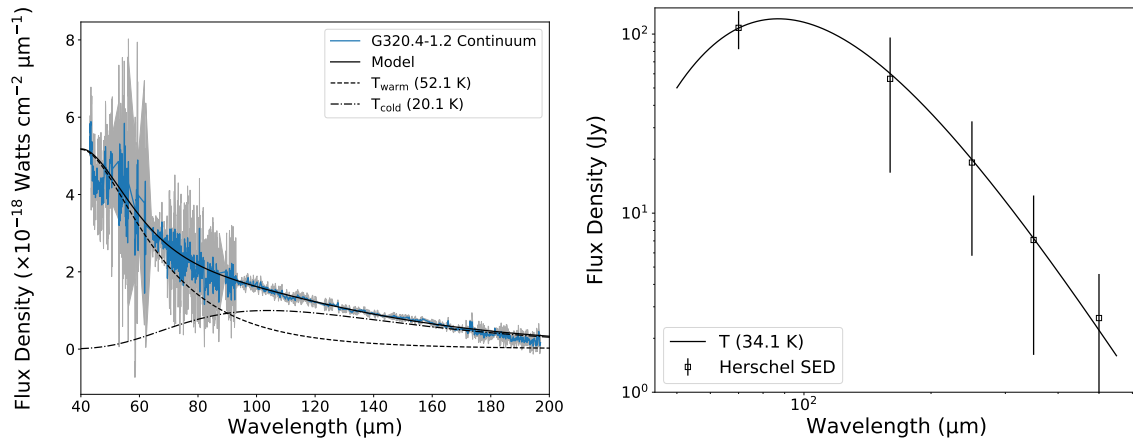 Flux Density (×10⁻¹⁸ Watts cm⁻² μm⁻¹)
8
6
4
2
0
G320.4-1.2 Continuum
Model
T_warm (52.1 K)
T_cold (20.1 K)
40 60 80 100 120 140 160 180 200
Wavelength (μm)
Flux Density (Jy)
10²
10¹
10⁰
T (34.1 K)
Herschel SED
10²
Wavelength (μm)